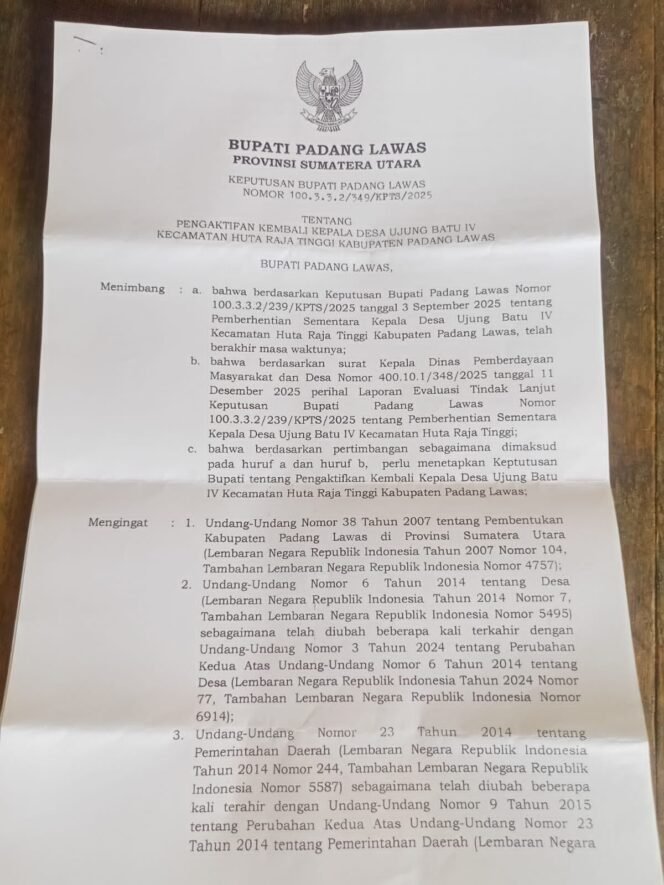 BUPATI PADANG LAWAS
PROVINSI SUMATERA UTARA
KEPUTUSAN BUPATI PADANG LAWAS
NOMOR 100.3.3.2/349/KPTS/2025
TENTANG
PENGAKTIFAN KEMBALI KEPALA DESA UJUNG BATU IV
KECAMATAN HUTA RAJA TINGGI KABUPATEN PADANG LAWAS
BUPATI PADANG LAWAS,
Menimbang : a. bahwa berdasarkan Keputusan Bupati Padang Lawas Nomor
100.3.3.2/239/KPTS/2025 tanggal 3 September 2025 tentang
Pemberhentian Sementara Kepala Desa Ujung Batu IV
Kecamatan Huta Raja Tinggi Kabupaten Padang Lawas, telah
berakhir masa waktunya;
b. bahwa berdasarkan surat Kepala Dinas Pemberdayaan
Masyarakat dan Desa Nomor 400.10.1/348/2025 tanggal 11
Desember 2025 perihal Laporan Evaluasi Tindak Lanjut
Keputusan Bupati Padang Lawas Nomor
100.3.3.2/239/KPTS/2025 tentang Pemberhentian Sementara
Kepala Desa Ujung Batu IV Kecamatan Huta Raja Tinggi;
c. bahwa berdasarkan pertimbangan sebagaimana dimaksud
pada huruf a dan huruf b, perlu menetapkan Keptutusan
Bupati tentang Pengaktifkan Kembali Kepala Desa Ujung Batu
IV Kecamatan Huta Raja Tinggi Kabupaten Padang Lawas;
Mengingat : 1. Undang-Undang Nomor 38 Tahun 2007 tentang Pembentukan
Kabupaten Padang Lawas di Provinsi Sumatera Utara
(Lembaran Negara Republik Indonesia Tahun 2007 Nomor 104,
Tambahan Lembaran Negara Republik Indonesia Nomor 4757);
2. Undang-Undang Nomor 6 Tahun 2014 tentang Desa
(Lembaran Negara Republik Indonesia Tahun 2014 Nomor 7,
Tambahan Lembaran Negara Republik Indonesia Nomor 5495)
sebagaimana telah diubah beberapa kali terkahir dengan
Undang-Undang Nomor 3 Tahun 2024 tentang Perubahan
Kedua Atas Undang-Undang Nomor 6 Tahun 2014 tentang
Desa (Lembaran Negara Republik Indonesia Tahun 2024 Nomor
77, Tambahan Lembaran Negara Republik Indonesia Nomor
6914);
3. Undang-Undang Nomor 23 Tahun 2014 tentang
Pemerintahan Daerah (Lembaran Negara Republik Indonesia
Tahun 2014 Nomor 244, Tambahan Lembaran Negara Republik
Indonesia Nomor 5587) sebagaimana telah diubah beberapa
kali terahir dengan Undang-Undang Nomor 9 Tahun 2015
tentang Perubahan Kedua Atas Undang-Undang Nomor 23
Tahun 2014 tentang Pemerintahan Daerah (Lembaran Negara